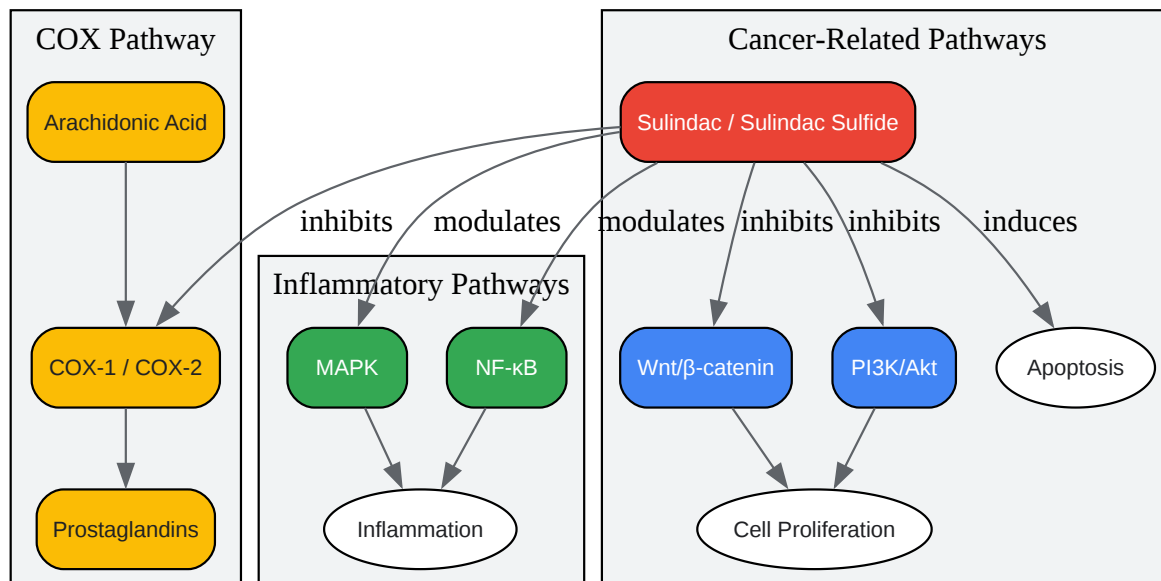 COX Pathway
Cancer-Related Pathways
Arachidonic Acid
Sulindac / Sulindac Sulfide
inhibits
modulates
modulates
inhibits
inhibits
induces
Inflammatory Pathways
COX-1 / COX-2
MAPK
NF-κB
Wnt/β-catenin
PI3K/Akt
Apoptosis
Prostaglandins
Inflammation
Cell Proliferation